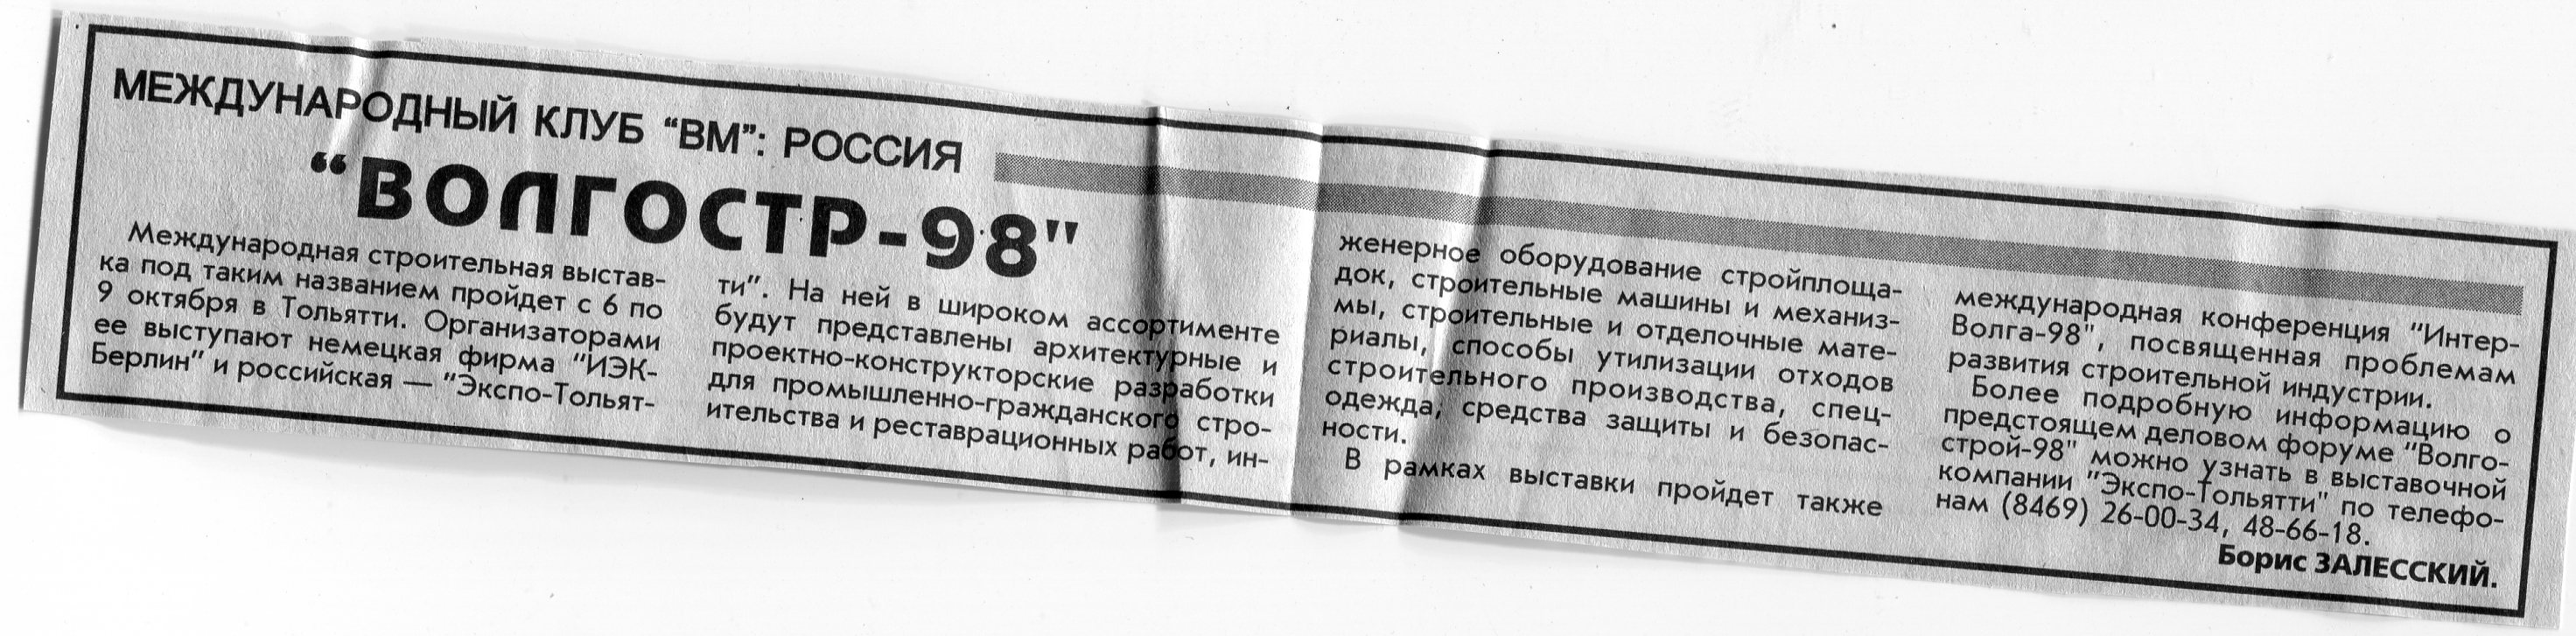 МЕЖДУНАРОДНЫЙ КЛУБ “ВМ”: РОССИЯ
“ВОЛГОСТР-98"
Международная строительная выстав-
ка под таким названием пройдет с 6 по
9 октября в Тольятти. Организаторами
ее выступают немецкая фирма “ИЭК-
Берлин” и российская — “Экспо-Тольят-
ти”. На ней в широком ассортименте
будут представлены архитектурные и
проектно-конструкторские разработки
для промышленно-гражданского стро-
ительства и реставрационных работ, ин-
женерное оборудование стройплоща-
док, строительные машины и механиз-
мы, строительные и отделочные мате-
риалы, способы утилизации отходов
строительного производства, спец-
одежда, средства защиты и безопас-
ности.
В рамках выставки пройдет также
международная конференция “Интер-
Волга-98", посвященная проблемам
развития строительной индустрии.
Более подробную информацию о
предстоящем деловом форуме “Волго-
строй-98" можно узнать в выставочной
компании “Экспо-Тольятти" по телефо-
нам (8469) 26-00-34, 48-66-18.
Борис ЗАЛЕССКИЙ.